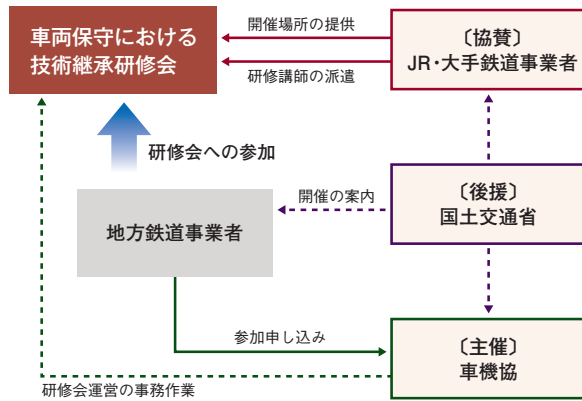 車両保守における
技術継承研修会
開催場所の提供
研修講師の派遣
〔協賛〕
JR・大手鉄道事業者
研修会への参加
地方鉄道事業者
開催の案内
〔後援〕
国土交通省
参加申し込み
〔主催〕
車機協
研修会運営の事務作業